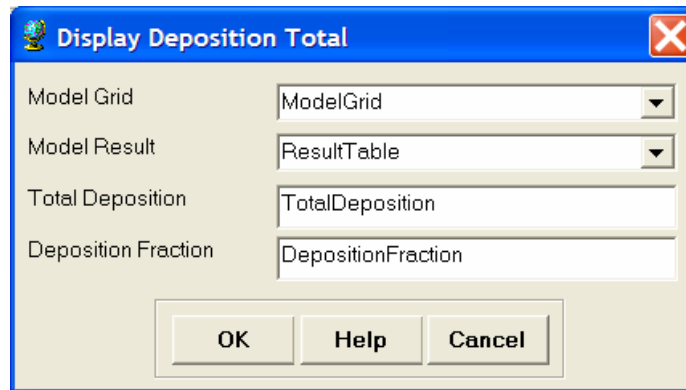 Display Deposition Total
Model Grid ModelGrid
Model Result ResultTable
Total Deposition TotalDeposition
Deposition Fraction DepositionFraction
OK Help Cancel